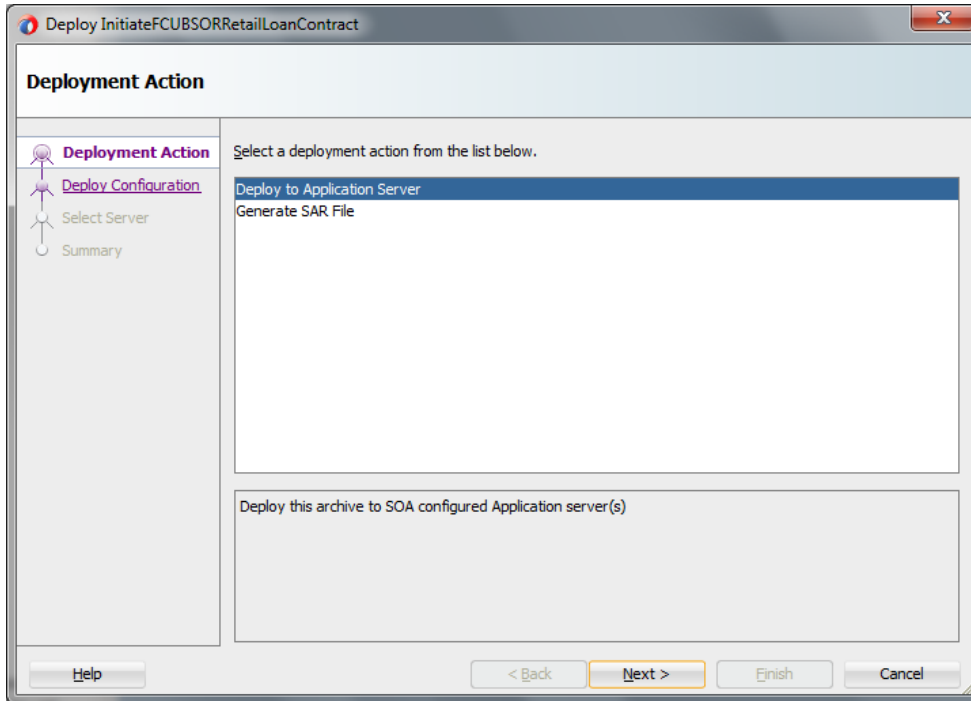 Deploy InitiateFCUBSORRetailLoanContract
Deployment Action
Deployment Action
Deploy Configuration
Select Server
Summary
Select a deployment action from the list below.
Deploy to Application Server
Generate SAR File
Deploy this archive to SOA configured Application server(s)
Help
< Back
Next >
Finish
Cancel